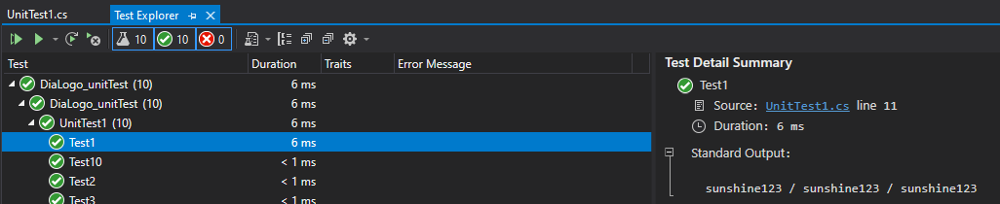 UnitTest1.cs
Test Explorer
10 10 0
Test Duration Traits Error Message
DiaLogo_unitTest (10) 6 ms
DiaLogo_unitTest (10) 6 ms
UnitTest1 (10) 6 ms
Test1 6 ms
Test10 < 1 ms
Test2 < 1 ms
Test3 < 1 ms
Test Detail Summary
Test1
Source: UnitTest1.cs line 11
Duration: 6 ms
Standard Output:
sunshine123 / sunshine123 / sunshine123